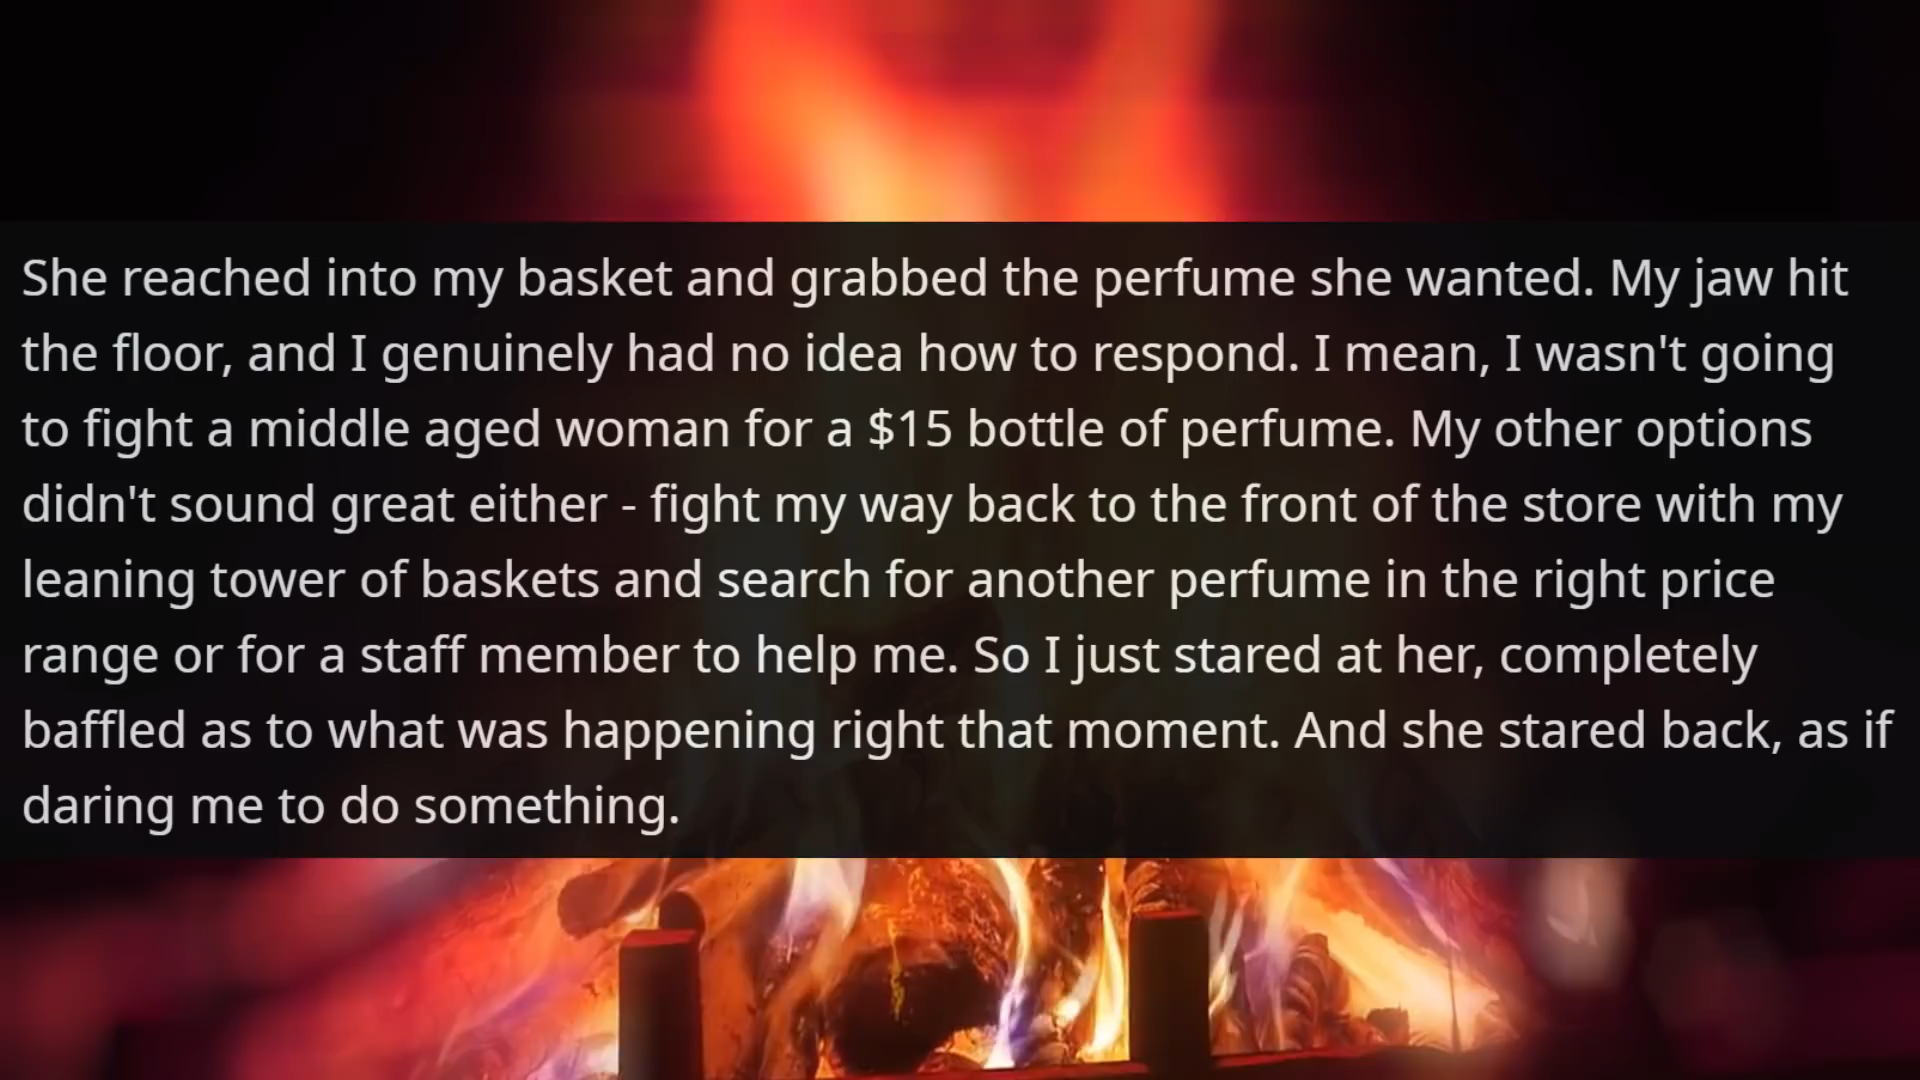 She reached into my basket and grabbed the perfume she wanted. My jaw hit
the floor, and I genuinely had no idea how to respond. I mean, I wasn't going
to fight a middle aged woman for a $15 bottle of perfume. My other options
didn't sound great either - fight my way back to the front of the store with my
leaning tower of baskets and search for another perfume in the right price
range or for a staff member to help me. So I just stared at her, completely
baffled as to what was happening right that moment. And she stared back, as if
daring me to do something.